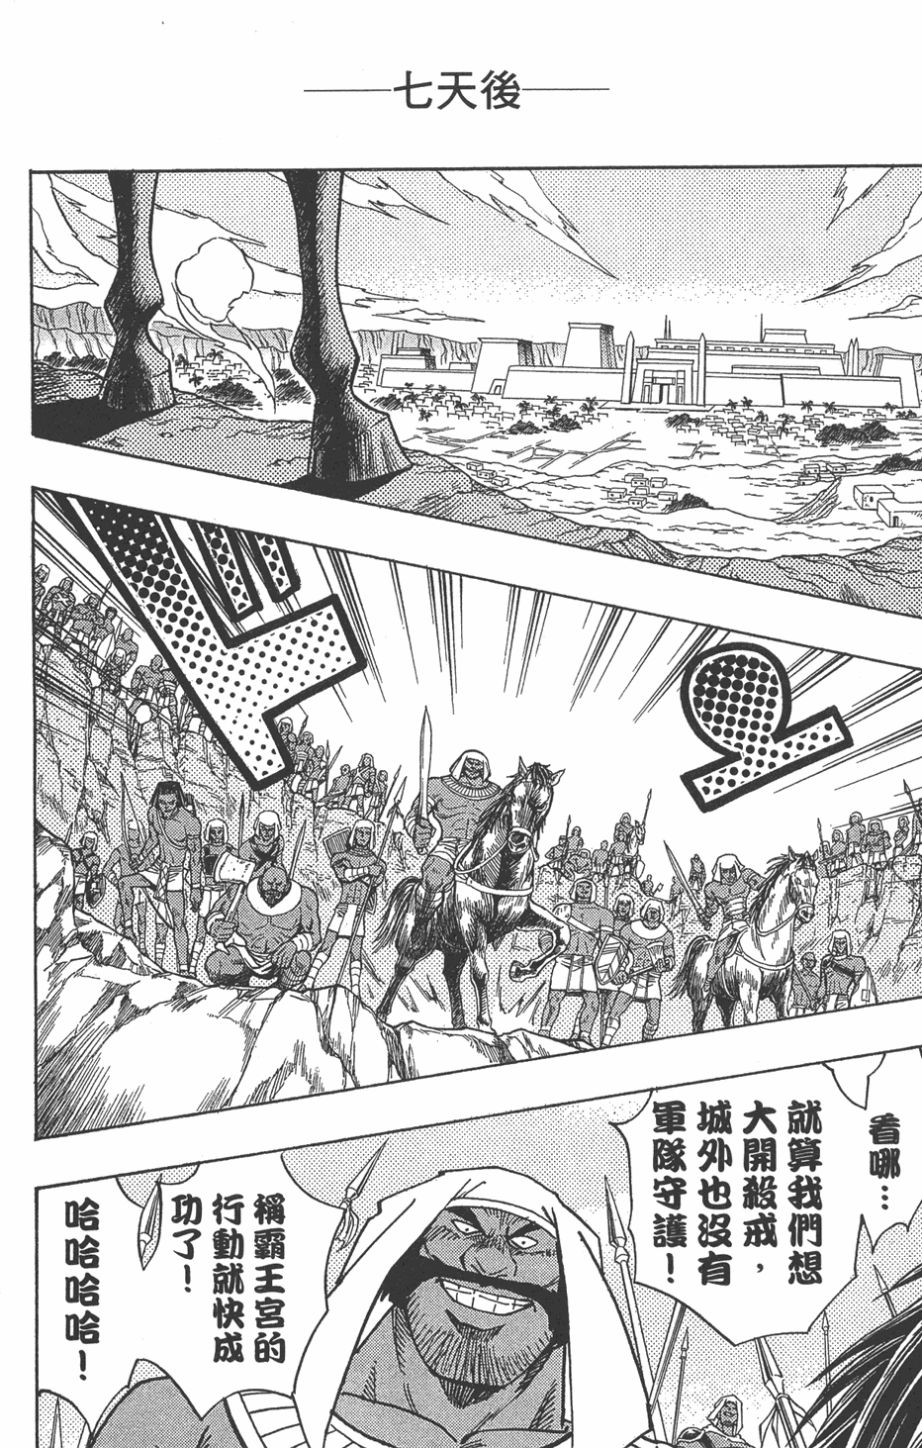 七天後
看哪…
就算我們想
大開殺戒，
城外也沒有
軍隊守護！
稱霸王宮的
行動就快成
功了！
哈哈哈哈！